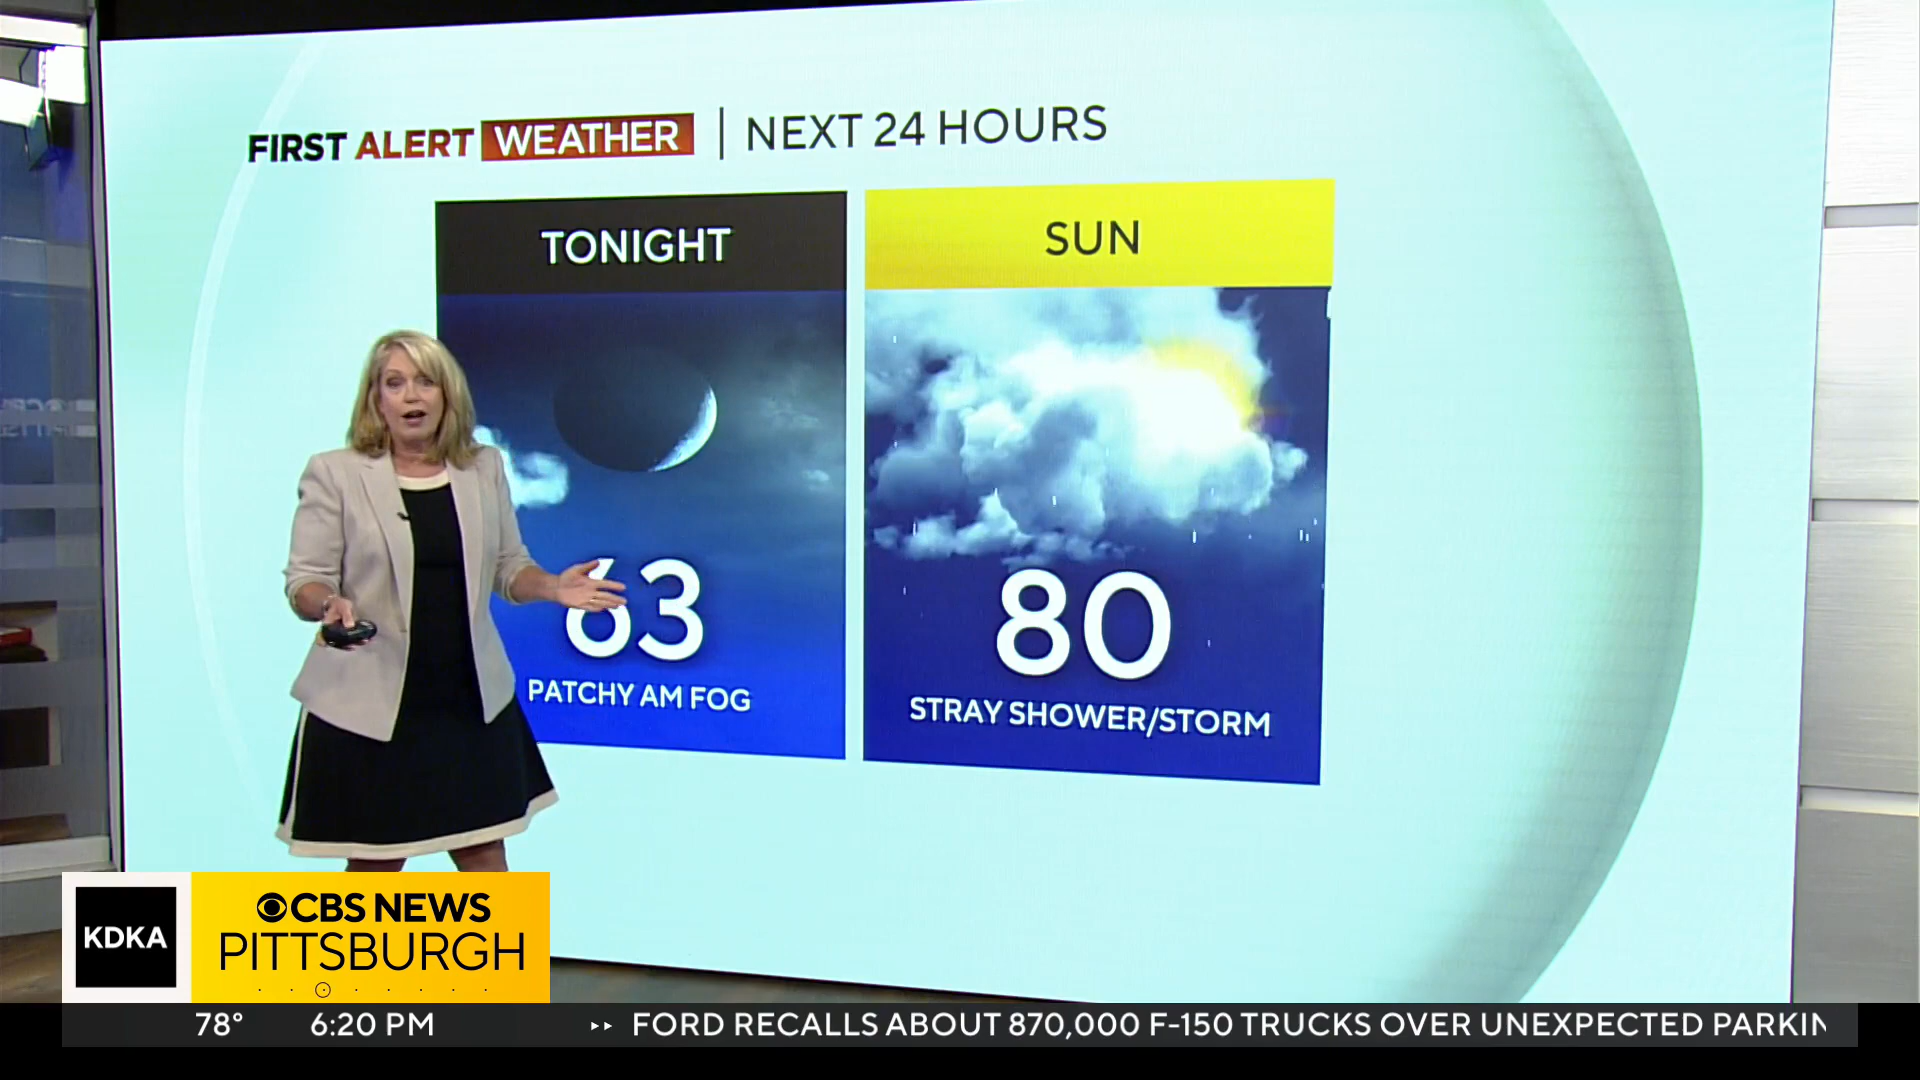 FIRST ALERT WEATHER | NEXT 24 HOURS
TONIGHT
63
PATCHY AM FOG
SUN
80
STRAY SHOWER/STORM
KDKA
CBS NEWS
PITTSBURGH
78° 6:20 PM FORD RECALLS ABOUT 870,000 F-150 TRUCKS OVER UNEXPECTED PARKIN